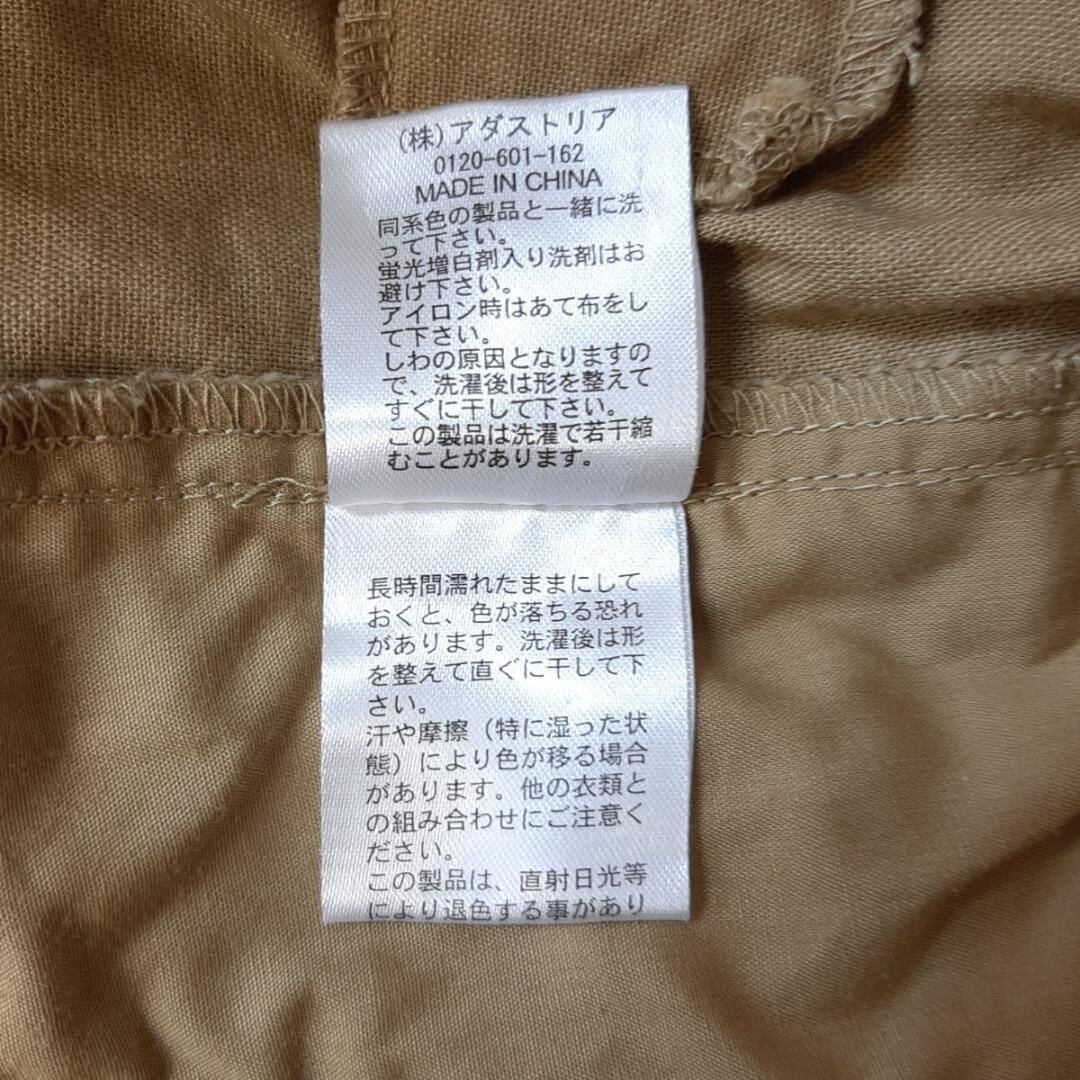 (株)アダストリア
0120-601-162
MADE IN CHINA
同系色の製品と一緒に洗
って下さい。
蛍光増白剤入り洗剤はお
避け下さい。
アイロン時はあて布をし
て下さい。
しわの原因となりますの
で、洗濯後は形を整えて
すぐに干して下さい。
この製品は洗濯で若干縮
むことがあります。
長時間濡れたままにして
おくと、色が落ちる恐れ
があります。洗濯後は形
を整えて直ぐに干して下
さい。
汗や摩擦（特に湿った状
態）により色が移る場合
があります。他の衣類と
の組み合わせにご注意く
ださい。
この製品は、直射日光等
により退色する事があり